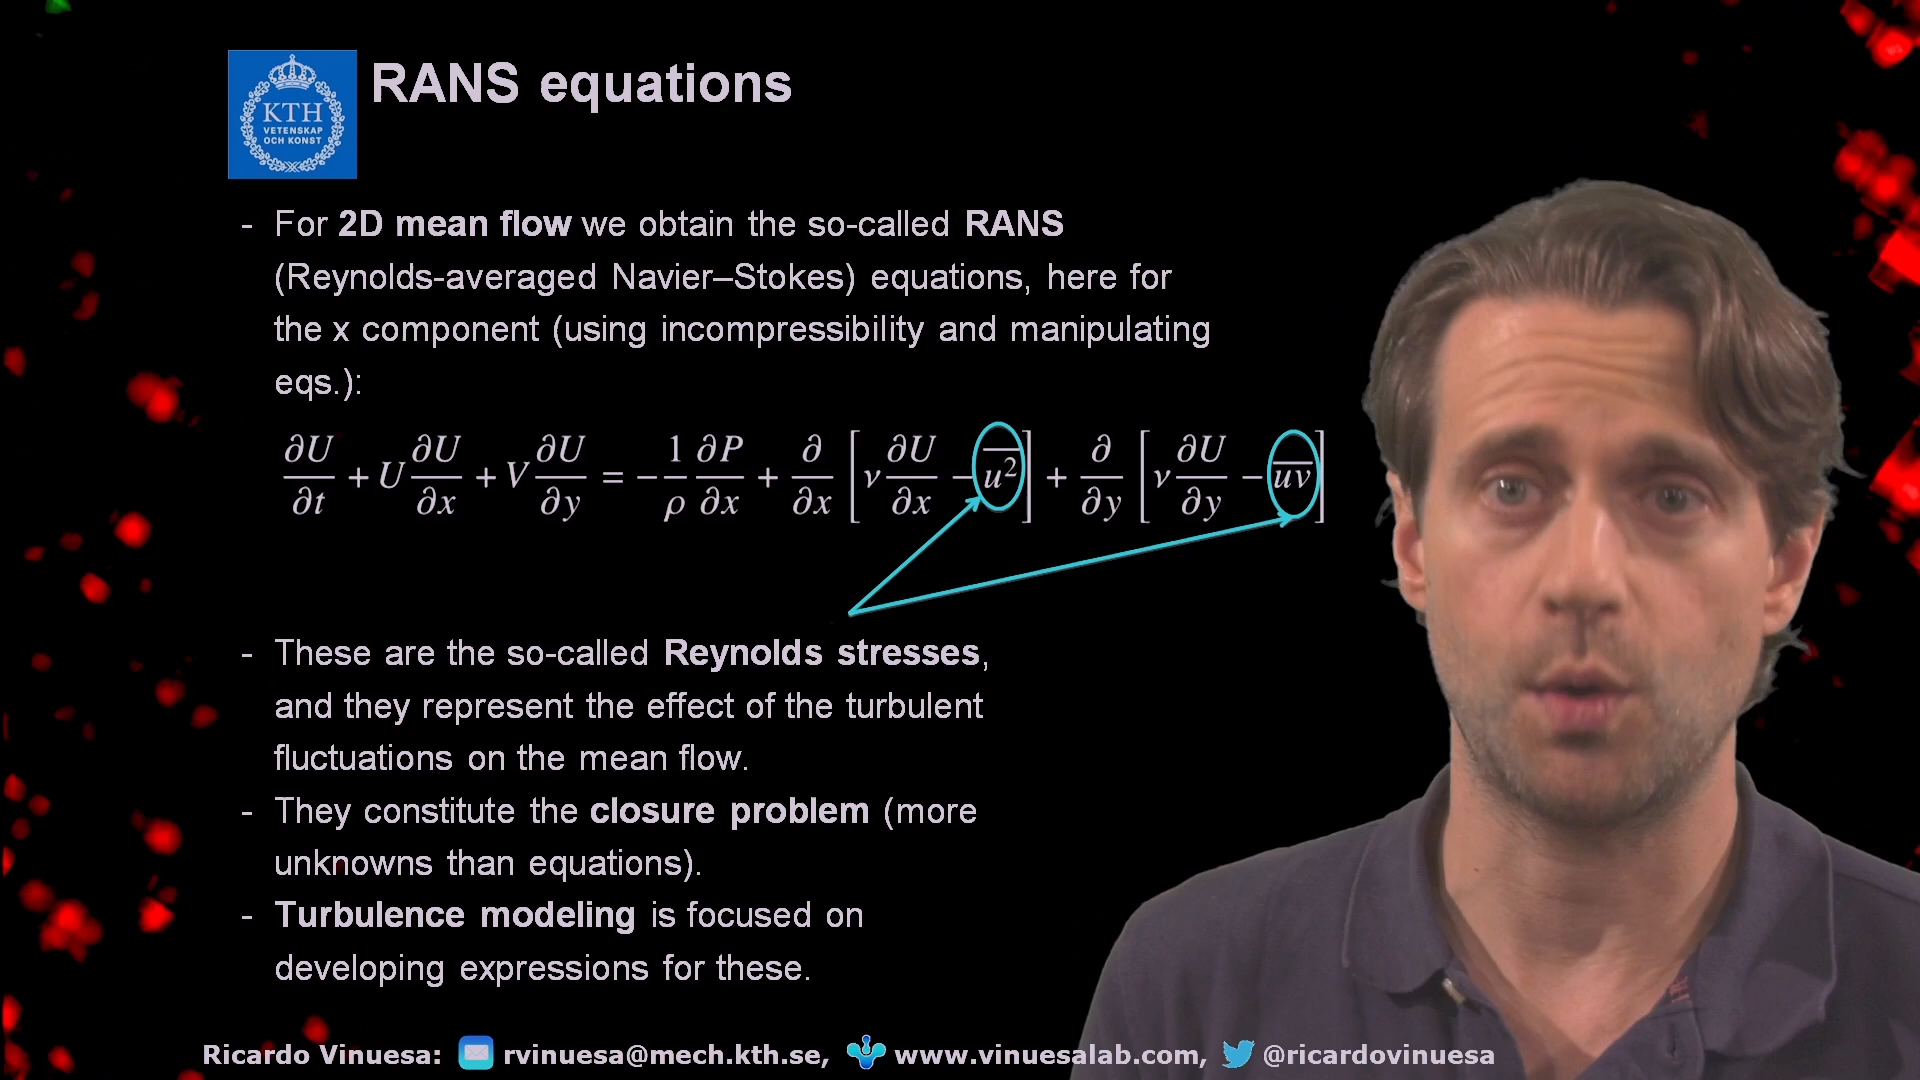 KTH
VETENSKAP
OCH KONST
RANS equations
- For 2D mean flow we obtain the so-called RANS
(Reynolds-averaged Navier–Stokes) equations, here for
the x component (using incompressibility and manipulating
eqs.):
∂U/∂t + U ∂U/∂x + V ∂U/∂y = − 1/ρ ∂P/∂x + ∂/∂x [ν ∂U/∂x − u̅²̅] + ∂/∂y [ν ∂U/∂y − u̅v̅]
- These are the so-called Reynolds stresses,
and they represent the effect of the turbulent
fluctuations on the mean flow.
- They constitute the closure problem (more
unknowns than equations).
- Turbulence modeling is focused on
developing expressions for these.
Ricardo Vinuesa: rvinuesa@mech.kth.se, www.vinuesalab.com, @ricardovinuesa